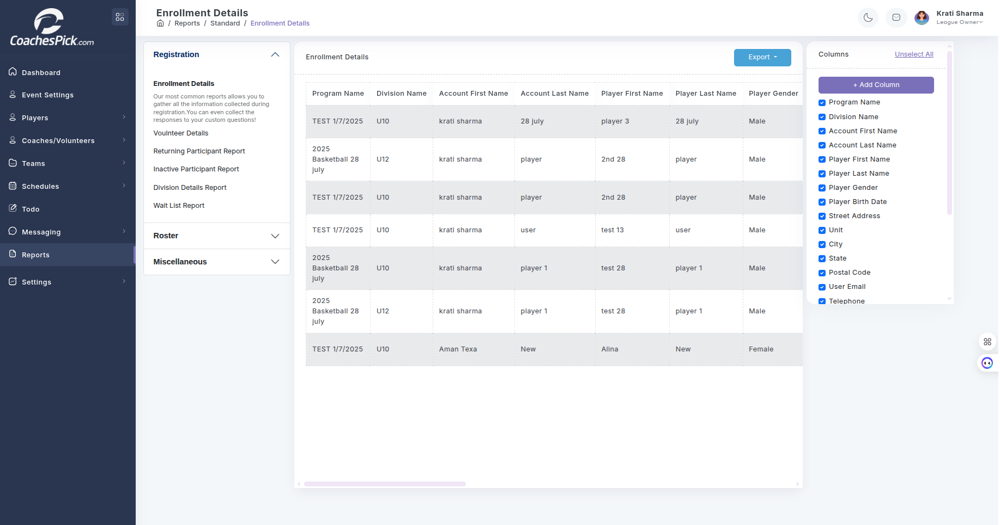 CoachesPick.com
Dashboard
Event Settings
Players
Coaches/Volunteers
Teams
Schedules
Todo
Messaging
Reports
Settings
Enrollment Details
/ Reports / Standard / Enrollment Details
Krati Sharma
League Owner
Registration
Enrollment Details
Our most common reports allows you to
gather all the information collected during
registration.You can even collect the
responses to your custom questions!
Voulnteer Details
Returning Participant Report
Inactive Participant Report
Division Details Report
Wait List Report
Roster
Miscellaneous
Enrollment Details
Export
Program Name Division Name Account First Name Account Last Name Player First Name Player Last Name Player Gender
TEST 1/7/2025 U10 krati sharma 28 july player 3 28 july Male
2025
Basketball 28 U12 krati sharma player 2nd 28 player Male
july
TEST 1/7/2025 U10 krati sharma player 2nd 28 player Male
TEST 1/7/2025 U10 krati sharma user test 13 user Male
2025
Basketball 28 U10 krati sharma player 1 test 28 player 1 Male
july
2025
Basketball 28 U12 krati sharma player 1 test 28 player 1 Male
july
TEST 1/7/2025 U10 Aman Texa New Alina New Female
Columns Unselect All
+ Add Column
Program Name
Division Name
Account First Name
Account Last Name
Player First Name
Player Last Name
Player Gender
Player Birth Date
Street Address
Unit
City
State
Postal Code
User Email
Telephone